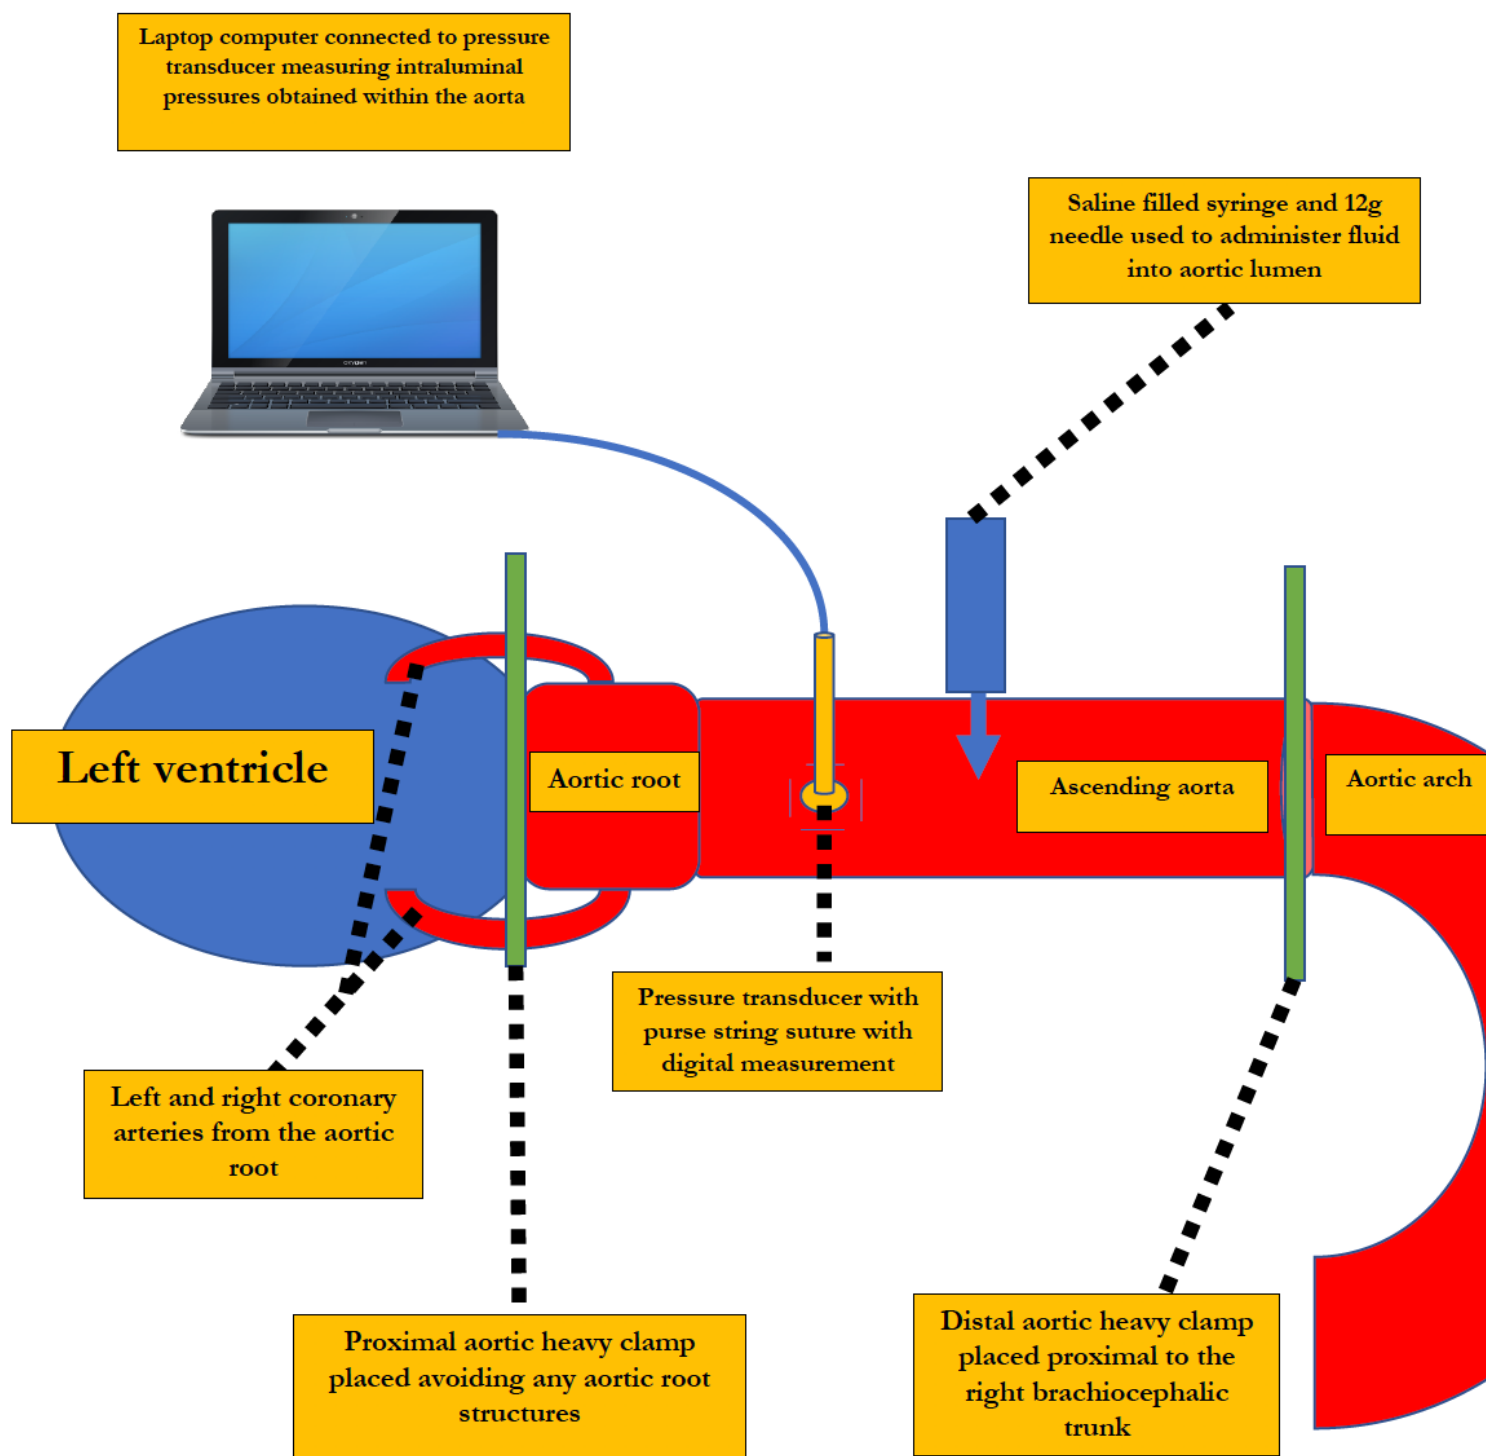 Laptop computer connected to pressure
transducer measuring intraluminal
pressures obtained within the aorta
Saline filled syringe and 12g
needle used to administer fluid
into aortic lumen
Left ventricle
Aortic root
Ascending aorta
Aortic arch
Pressure transducer with
purse string suture with
digital measurement
Left and right coronary
arteries from the aortic
root
Proximal aortic heavy clamp
placed avoiding any aortic root
structures
Distal aortic heavy clamp
placed proximal to the
right brachiocephalic
trunk